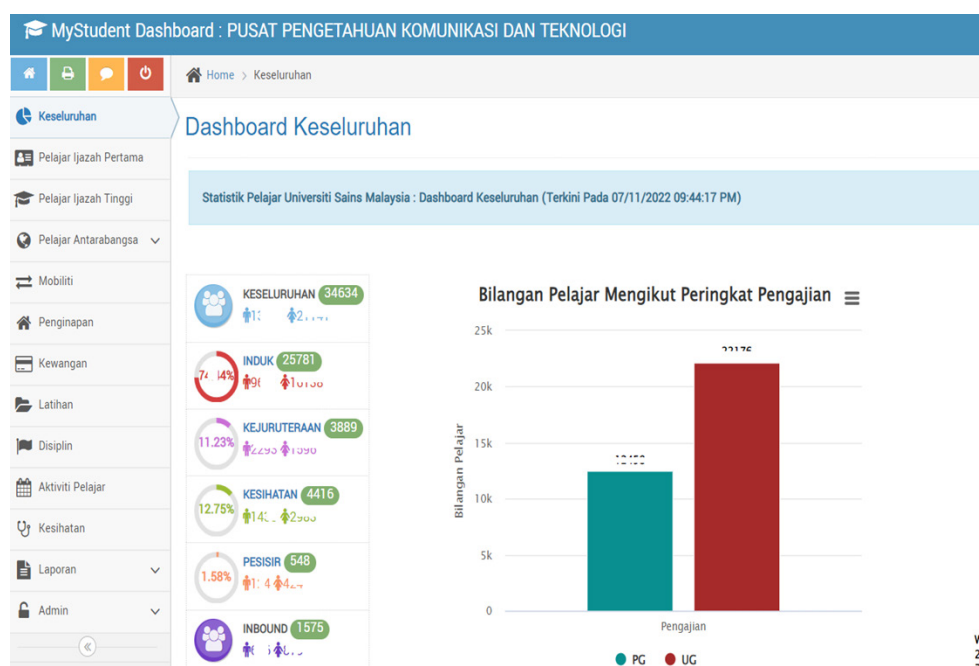 MyStudent Dashboard : PUSAT PENGETAHUAN KOMUNIKASI DAN TEKNOLOGI
Home > Keseluruhan
Keseluruhan
Pelajar Ijazah Pertama
Pelajar Ijazah Tinggi
Pelajar Antarabangsa
Mobiliti
Penginapan
Kewangan
Latihan
Disiplin
Aktiviti Pelajar
Kesihatan
Laporan
Admin
Dashboard Keseluruhan
Statistik Pelajar Universiti Sains Malaysia : Dashboard Keseluruhan (Terkini Pada 07/11/2022 09:44:17 PM)
KESELURUHAN 34634
INDUK 25781
KEJURUTERAAN 3889
11.23%
KESIHATAN 4416
12.75%
PESISIR 548
1.58%
INBOUND 1575
Bilangan Pelajar Mengikut Peringkat Pengajian
25k
20k
15k
10k
5k
0
Bilangan Pelajar
Pengajian
PG UG